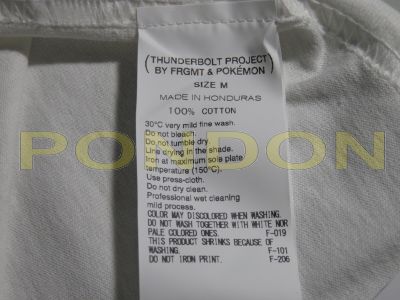 THUNDERBOLT PROJECT
BY FRGMT & POKÉMON
SIZE M
MADE IN HONDURAS
100% COTTON
30°C very mild fine wash.
Do not bleach.
Do not tumble dry.
Line drying in the shade.
Iron at maximum sole plate
temperature (150°C).
Use press-cloth.
Do not dry clean.
Professional wet cleaning
mild process.
COLOR MAY DISCOLORED WHEN WASHING.
DO NOT WASH TOGETHER WITH WHITE NOR
PALE COLORED ONES. F-019
THIS PRODUCT SHRINKS BECAUSE OF
WASHING. F-101
DO NOT IRON PRINT. F-206